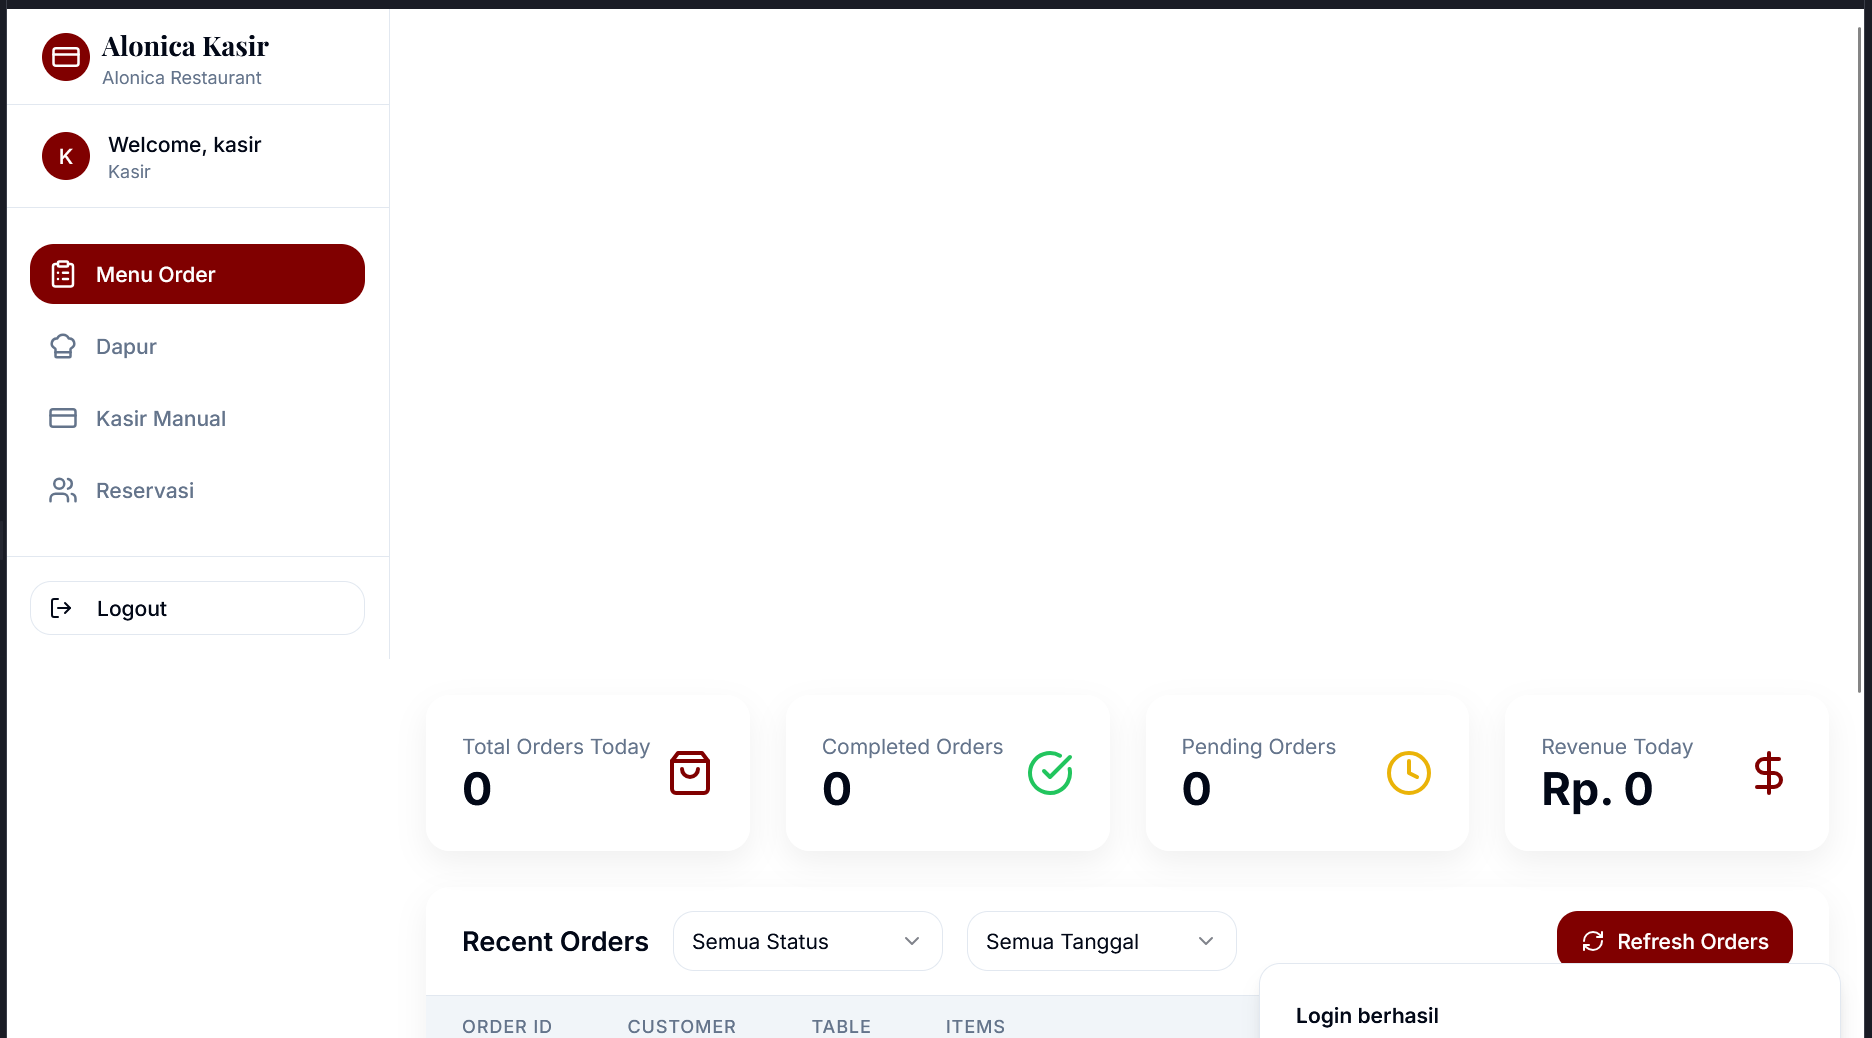 Alonica Kasir
Alonica Restaurant
K
Welcome, kasir
Kasir
Menu Order
Dapur
Kasir Manual
Reservasi
Logout
Total Orders Today
0
Completed Orders
0
Pending Orders
0
Revenue Today
Rp. 0
Recent Orders
Semua Status
Semua Tanggal
Refresh Orders
ORDER ID CUSTOMER TABLE ITEMS
Login berhasil